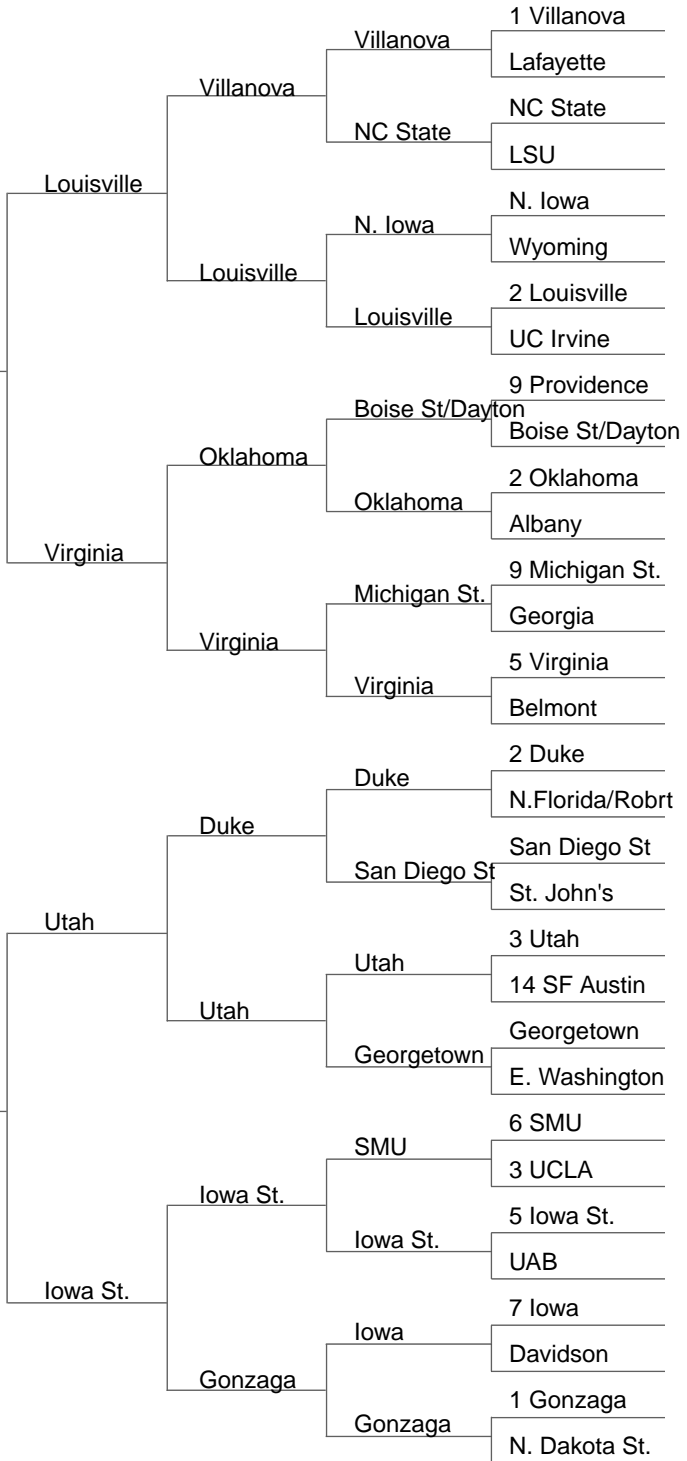 1 Villanova
Villanova
Lafayette
Villanova
NC State
NC State
LSU
Louisville
N. Iowa
N. Iowa
Wyoming
Louisville
2 Louisville
Louisville
UC Irvine
9 Providence
Boise St/Dayton
Boise St/Dayton
Oklahoma
2 Oklahoma
Oklahoma
Albany
Virginia
9 Michigan St.
Michigan St.
Georgia
Virginia
5 Virginia
Virginia
Belmont
2 Duke
Duke
N.Florida/Robrt
Duke
San Diego St
San Diego St
St. John's
Utah
3 Utah
Utah
14 SF Austin
Utah
Georgetown
Georgetown
E. Washington
6 SMU
SMU
3 UCLA
Iowa St.
5 Iowa St.
Iowa St.
UAB
Iowa St.
7 Iowa
Iowa
Davidson
Gonzaga
1 Gonzaga
Gonzaga
N. Dakota St.